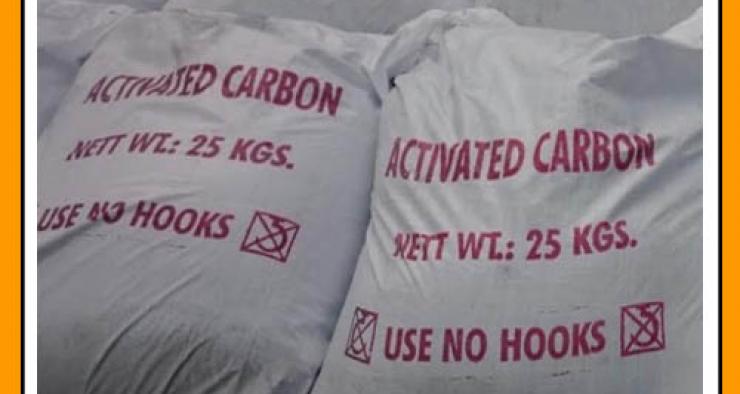 ACTIVATED CARBON
NETT WT.: 25 KGS.
USE NO HOOKS
ACTIVATED CARBON
NETT WT.: 25 KGS.
USE NO HOOKS